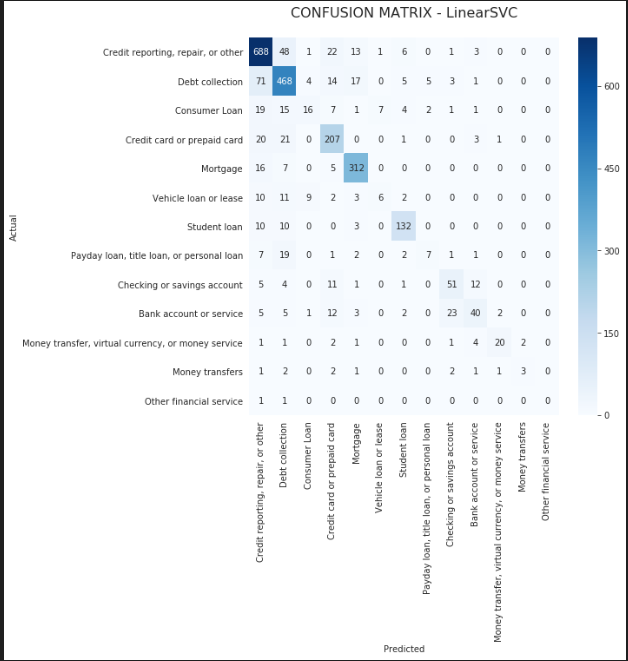 CONFUSION MATRIX - LinearSVC
Credit reporting, repair, or other 688 48 1 22 13 1 6 0 1 3 0 0 0
Debt collection 71 468 4 14 17 0 5 5 3 1 0 0 0
Consumer Loan 19 15 16 7 1 7 4 2 1 1 0 0 0
Credit card or prepaid card 20 21 0 207 0 0 1 0 0 3 1 0 0
Mortgage 16 7 0 5 312 0 0 0 0 0 0 0 0
Vehicle loan or lease 10 11 9 2 3 6 2 0 0 0 0 0 0
Student loan 10 10 0 0 3 0 132 0 0 0 0 0 0
Payday loan, title loan, or personal loan 7 19 0 1 2 0 2 7 1 1 0 0 0
Checking or savings account 5 4 0 11 1 0 1 0 51 12 0 0 0
Bank account or service 5 5 1 12 3 0 2 0 23 40 2 0 0
Money transfer, virtual currency, or money service 1 1 0 2 1 0 0 0 1 4 20 2 0
Money transfers 1 2 0 2 1 0 0 0 2 1 1 3 0
Other financial service 1 1 0 0 0 0 0 0 0 0 0 0 0
Actual
Credit reporting, repair, or other
Debt collection
Consumer Loan
Credit card or prepaid card
Mortgage
Vehicle loan or lease
Student loan
Payday loan, title loan, or personal loan
Checking or savings account
Bank account or service
Money transfer, virtual currency, or money service
Money transfers
Other financial service
Predicted
600
450
300
150
0